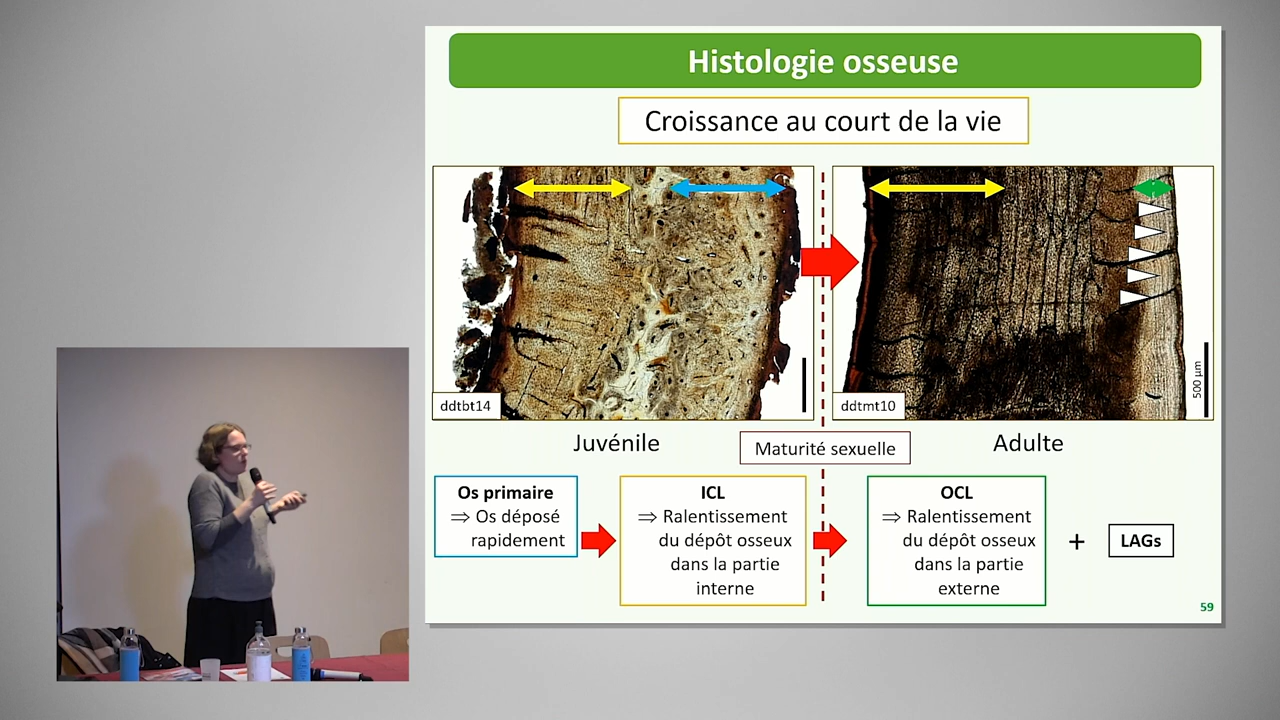 Histologie osseuse
Croissance au court de la vie
ddtbt14
ddtmt10
500 µm
Juvénile
Maturité sexuelle
Adulte
Os primaire
⇒ Os déposé
rapidement
ICL
⇒ Ralentissement
du dépôt osseux
dans la partie
interne
OCL
⇒ Ralentissement
du dépôt osseux
dans la partie
externe
+
LAGs
59